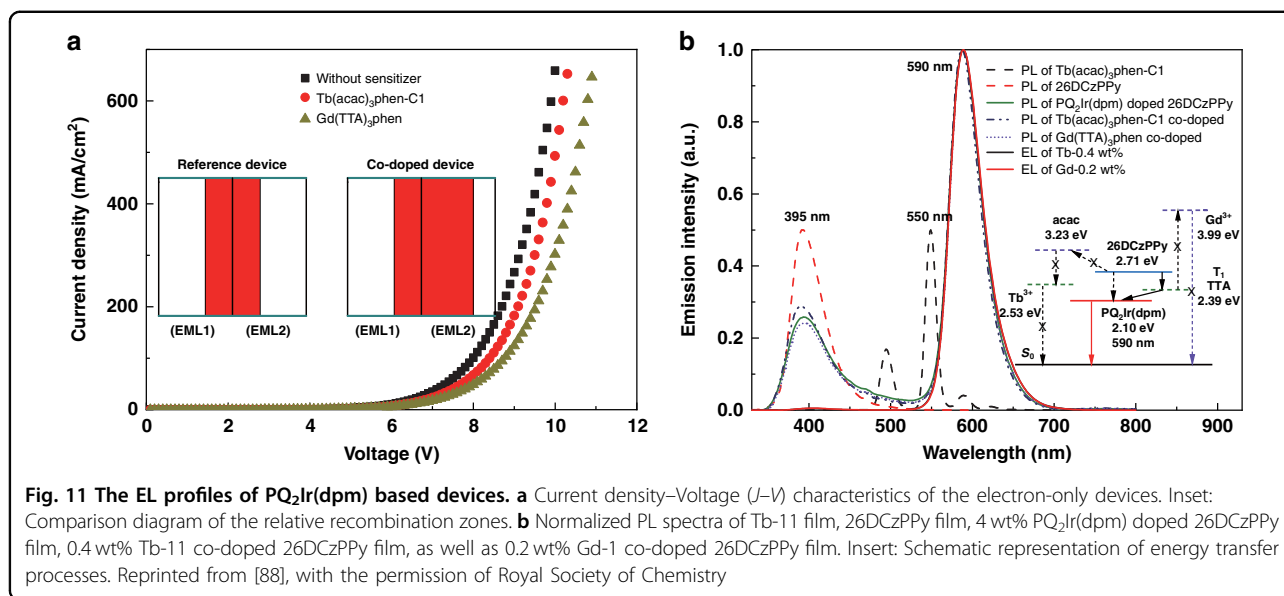 a
600
400
200
0
Current density (mA/cm²)
Without sensitizer
Tb(acac)₃phen-C1
Gd(TTA)₃phen
Reference device
Co-doped device
(EML1) (EML2)
(EML1) (EML2)
0 2 4 6 8 10 12
Voltage (V)
b
1.0
0.9
0.8
0.7
0.6
0.5
0.4
0.3
0.2
0.1
0.0
Emission intensity (a.u.)
590 nm
PL of Tb(acac)₃phen-C1
PL of 26DCzPPy
PL of PQ₂Ir(dpm) doped 26DCzPPy
PL of Tb(acac)₃phen-C1 co-doped
PL of Gd(TTA)₃phen co-doped
EL of Tb-0.4 wt%
EL of Gd-0.2 wt%
395 nm
550 nm
acac
3.23 eV
Gd³⁺
3.99 eV
26DCzPPy
2.71 eV
X
X
X
X
X
T₁
TTA
2.39 eV
Tb³⁺
2.53 eV
PQ₂Ir(dpm)
2.10 eV
590 nm
S₀
400 500 600 700 800 900
Wavelength (nm)
Fig. 11 The EL profiles of PQ₂Ir(dpm) based devices. a Current density–Voltage (J–V) characteristics of the electron-only devices. Inset:
Comparison diagram of the relative recombination zones. b Normalized PL spectra of Tb-11 film, 26DCzPPy film, 4 wt% PQ₂Ir(dpm) doped 26DCzPPy
film, 0.4 wt% Tb-11 co-doped 26DCzPPy film, as well as 0.2 wt% Gd-1 co-doped 26DCzPPy film. Insert: Schematic representation of energy transfer
processes. Reprinted from [88], with the permission of Royal Society of Chemistry